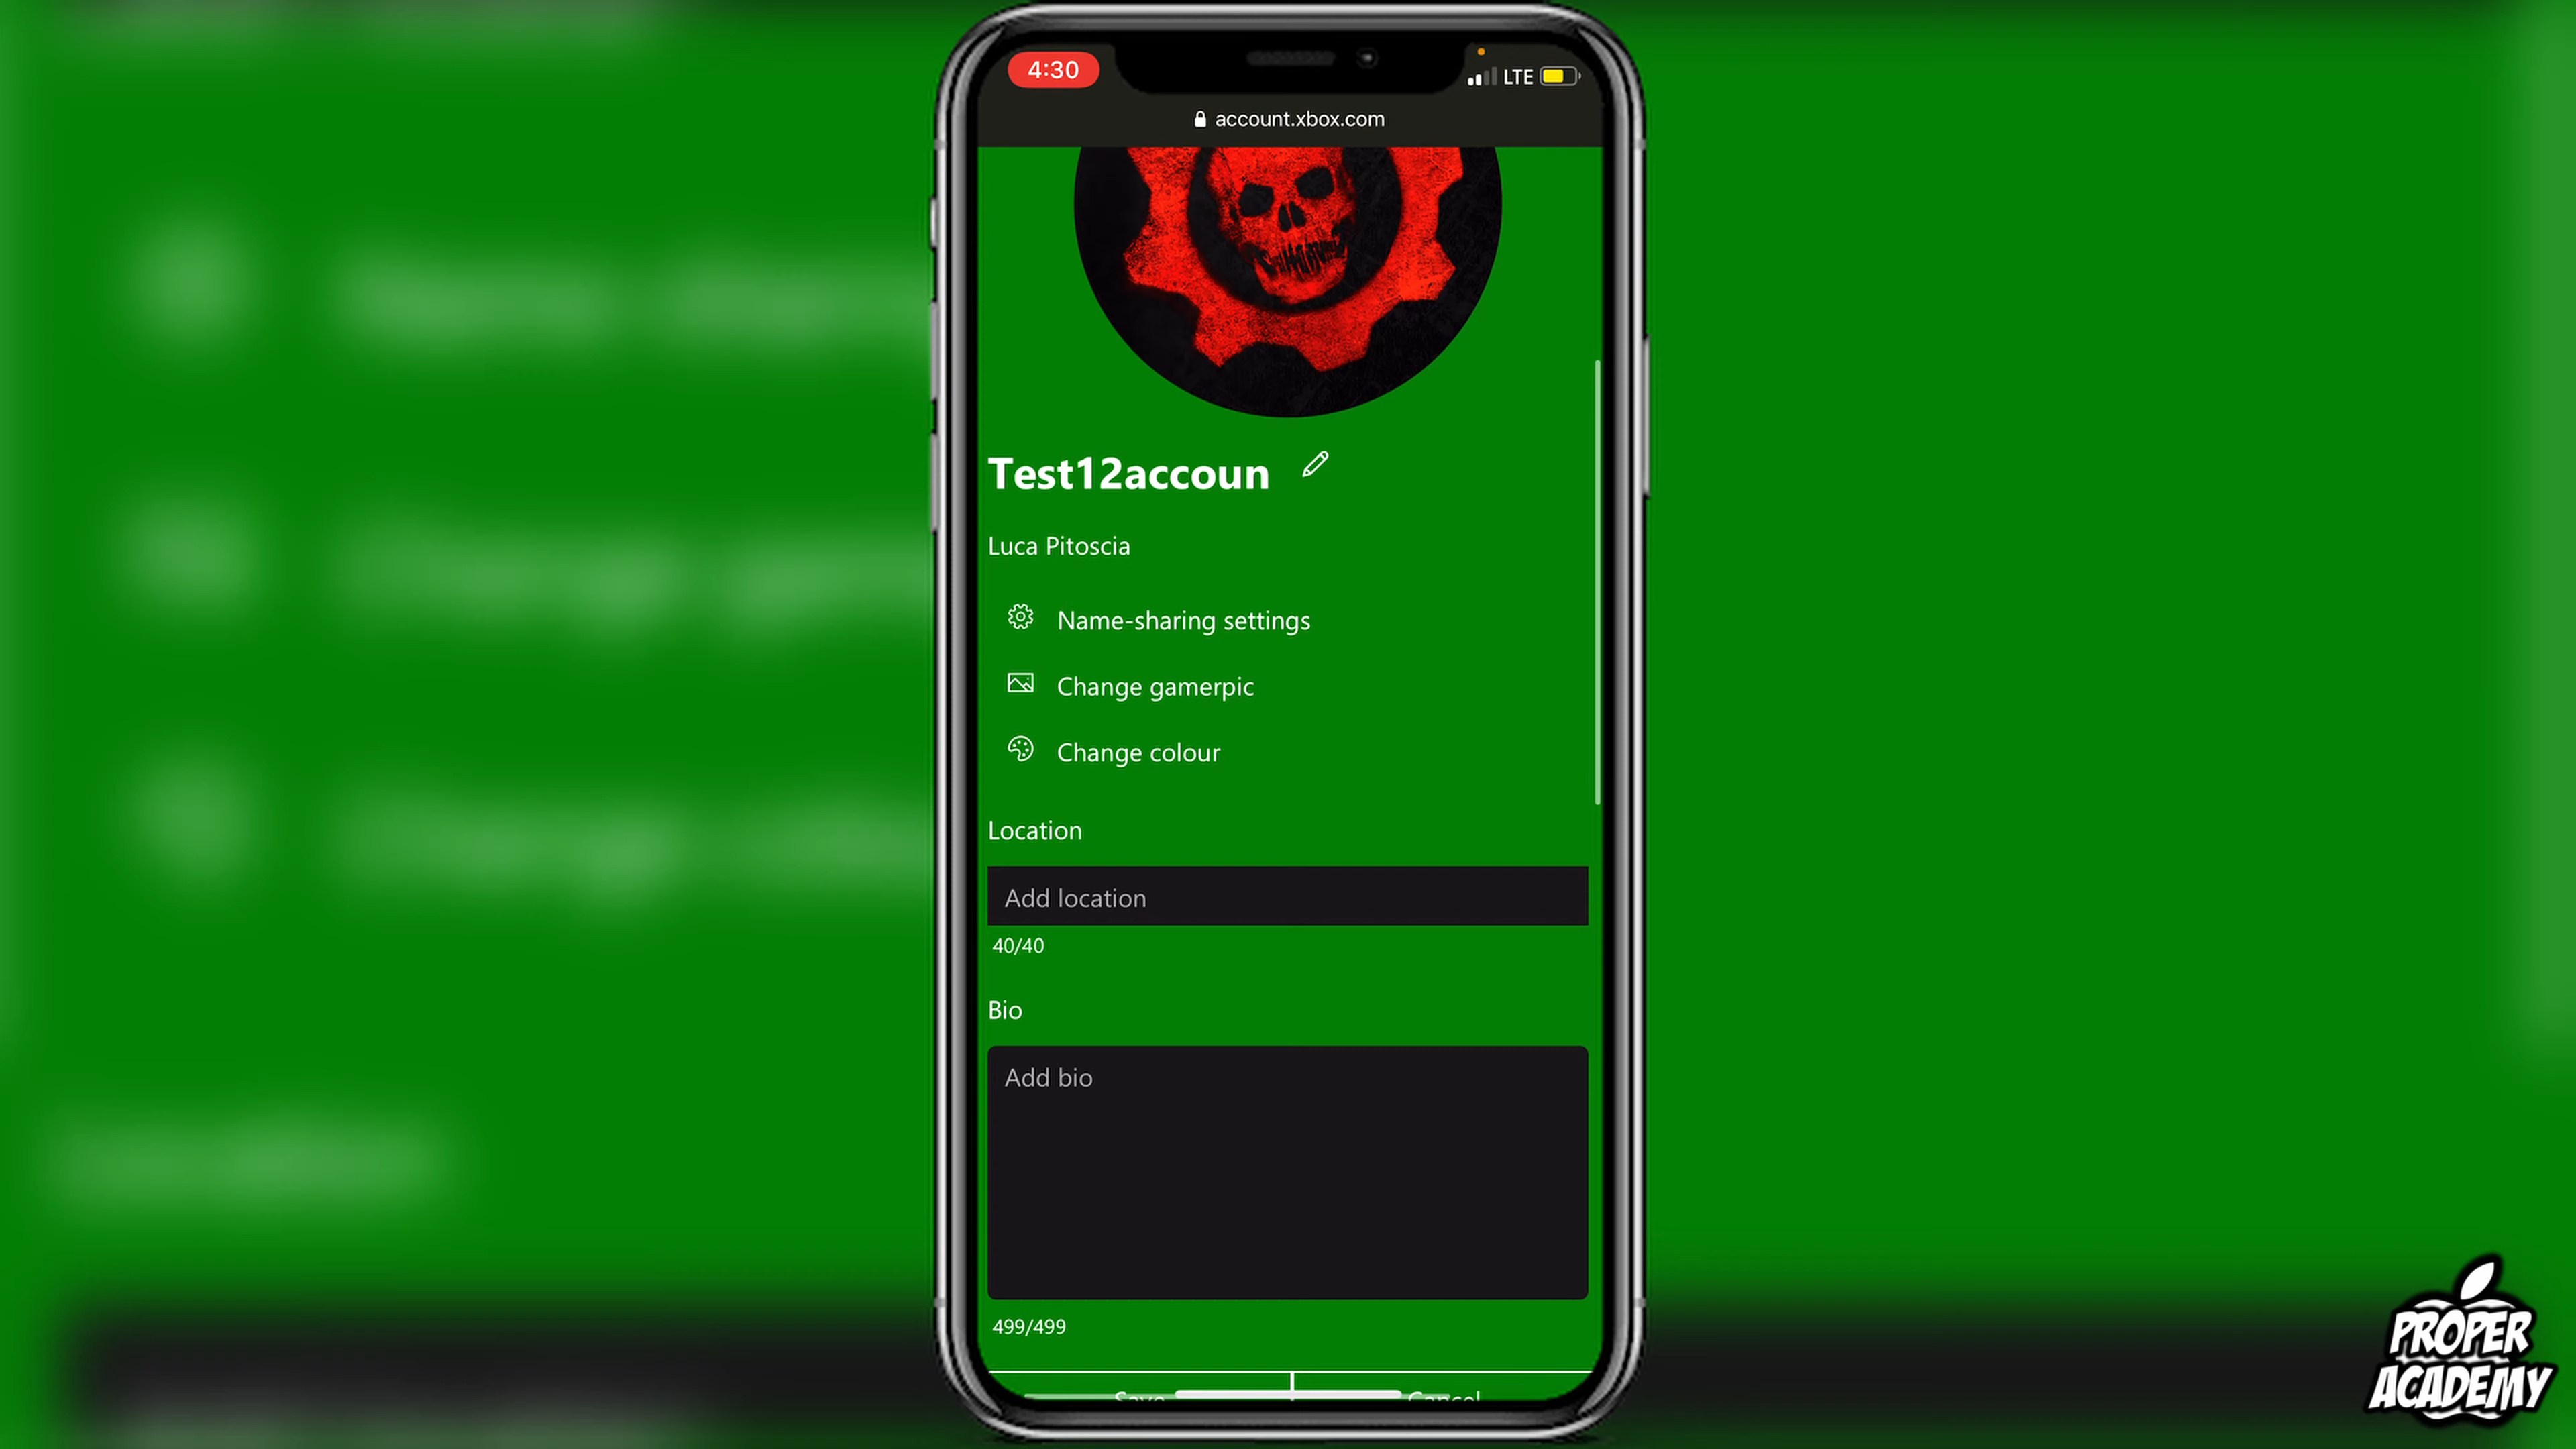 4:30
LTE
account.xbox.com
Test12accoun
Luca Pitoscia
Name-sharing settings
Change gamerpic
Change colour
Location
Add location
40/40
Bio
Add bio
499/499
Save Cancel
PROPER
ACADEMY